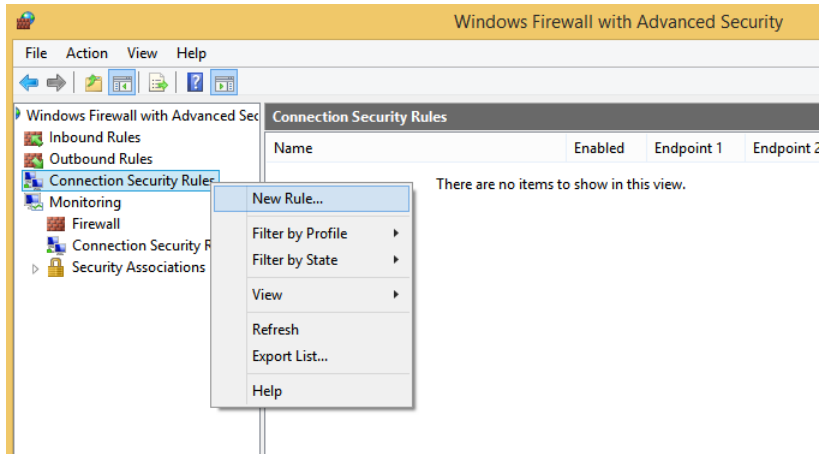 Windows Firewall with Advanced Security
File Action View Help
Windows Firewall with Advanced Sec
Inbound Rules
Outbound Rules
Connection Security Rules
Monitoring
Firewall
Connection Security R
Security Associations
Connection Security Rules
Name Enabled Endpoint 1 Endpoint 2
There are no items to show in this view.
New Rule...
Filter by Profile
Filter by State
View
Refresh
Export List...
Help